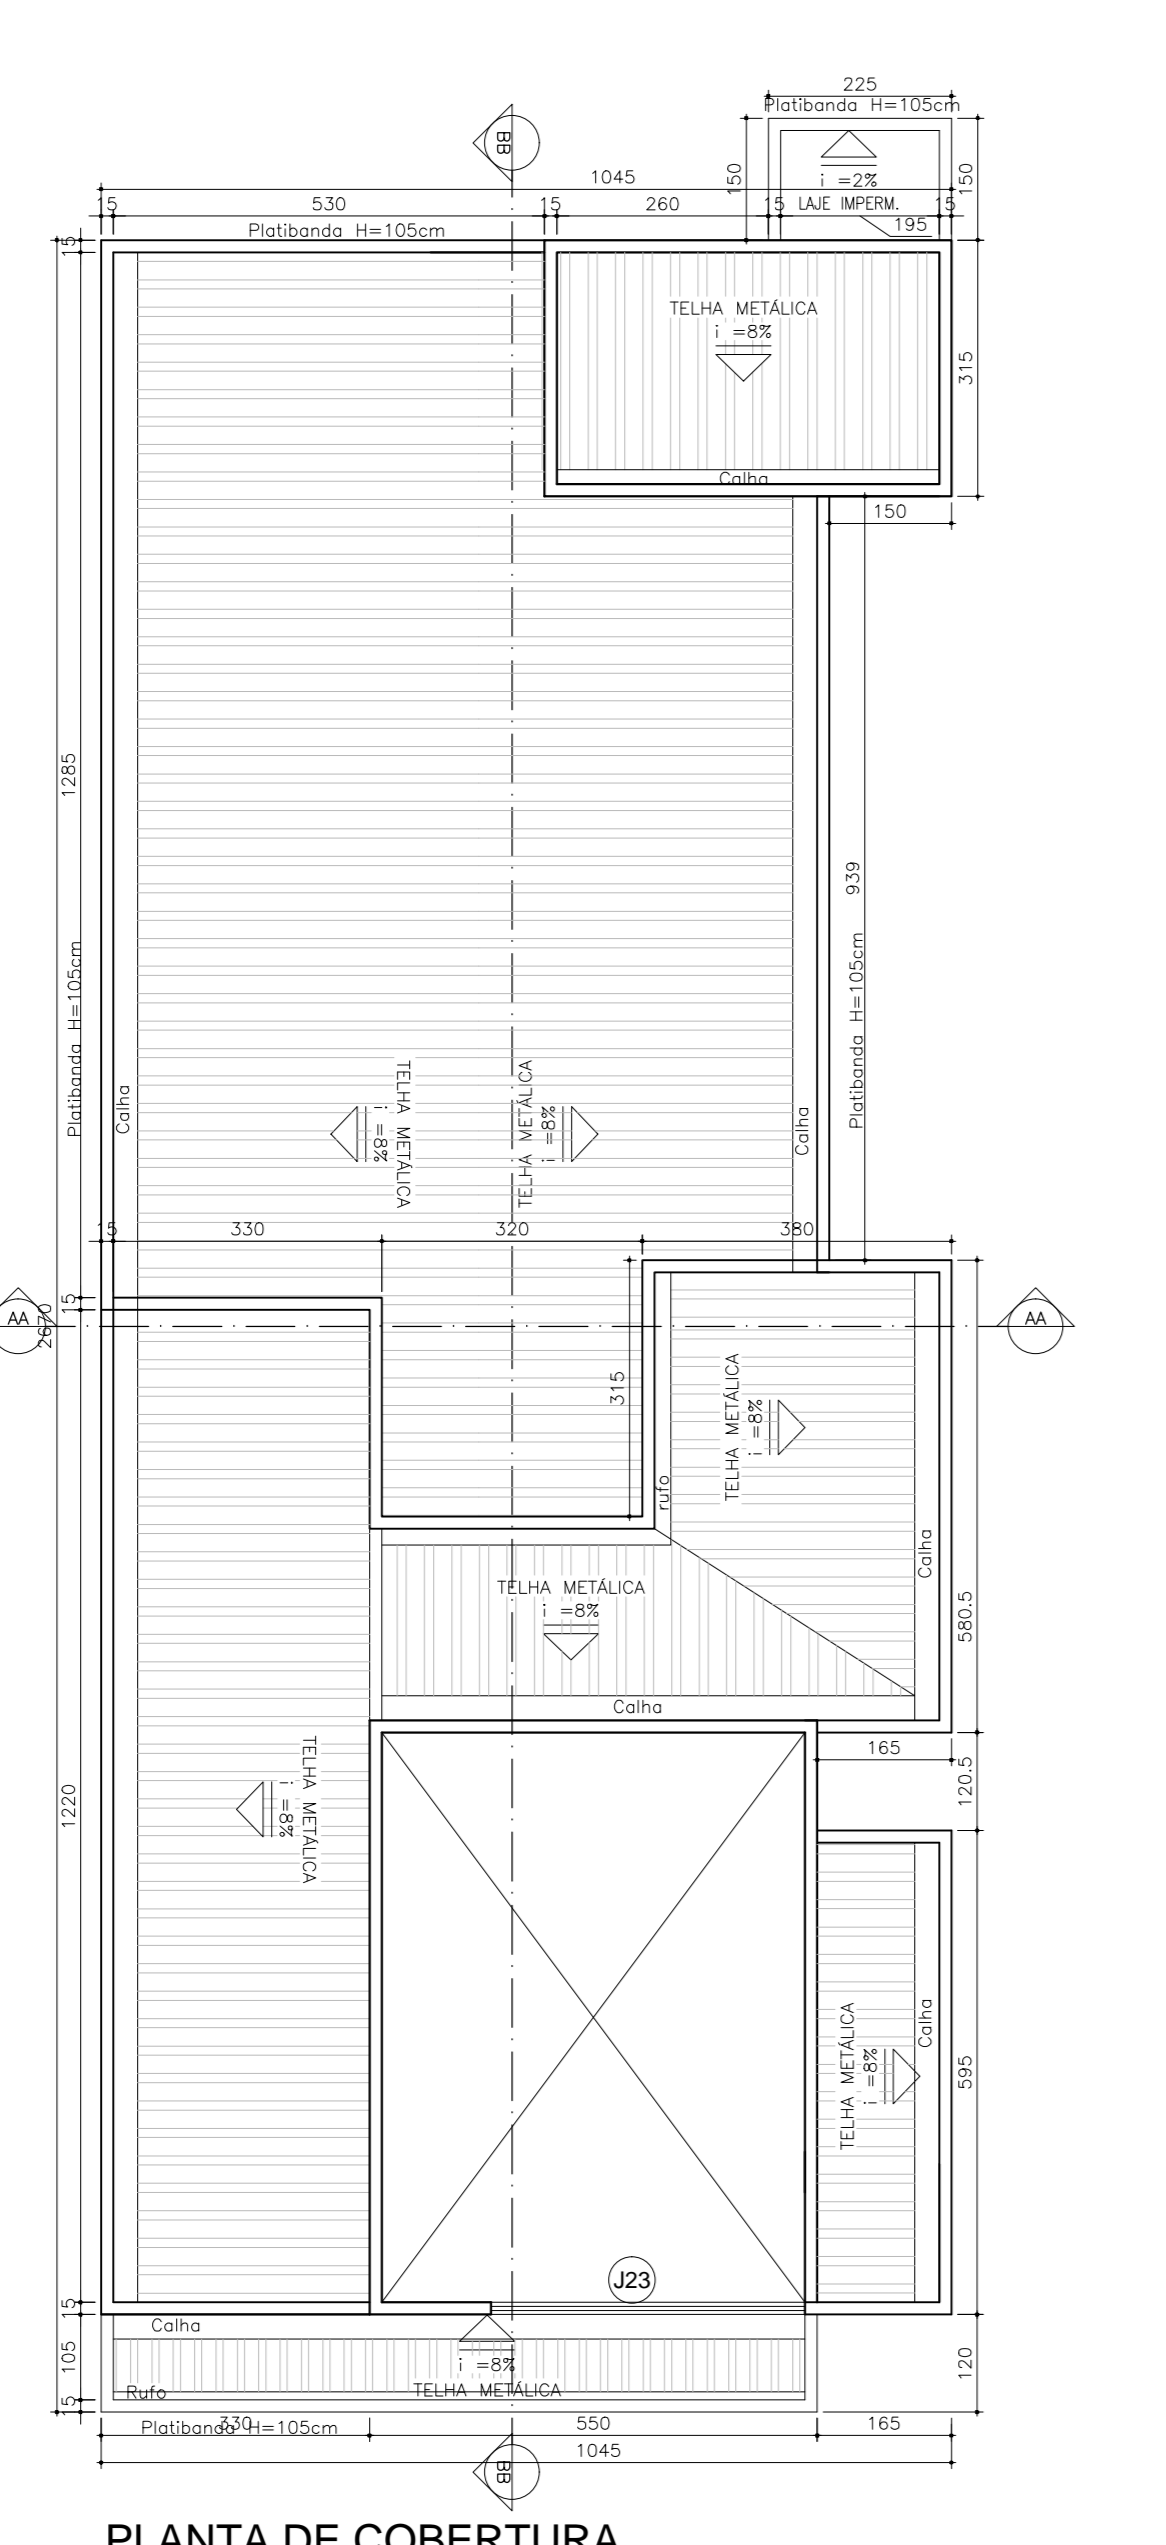 225
Platibanda H=105cm
BB
150
150
i =2%
1045
15
530
15
260
15
LAJE IMPERM.
15
195
Platibanda H=105cm
15
TELHA METÁLICA
i =8%
315
Calha
150
1285
939
Platibanda H=105cm
Platibanda H=105cm
Calha
Calha
TELHA METÁLICA
i =8%
TELHA METÁLICA
i =8%
15
330
320
380
15
AA
2670
AA
315
TELHA METÁLICA
i =8%
rufo
Calha
TELHA METÁLICA
i =8%
580.5
Calha
165
120.5
TELHA METÁLICA
i =8%
1220
TELHA METÁLICA
i =8%
Calha
595
J23
15
Calha
105
i =8%
120
TELHA METÁLICA
Rufo
15
Platibanda H=105cm
330
550
165
1045
BB
PLANTA DE COBERTURA